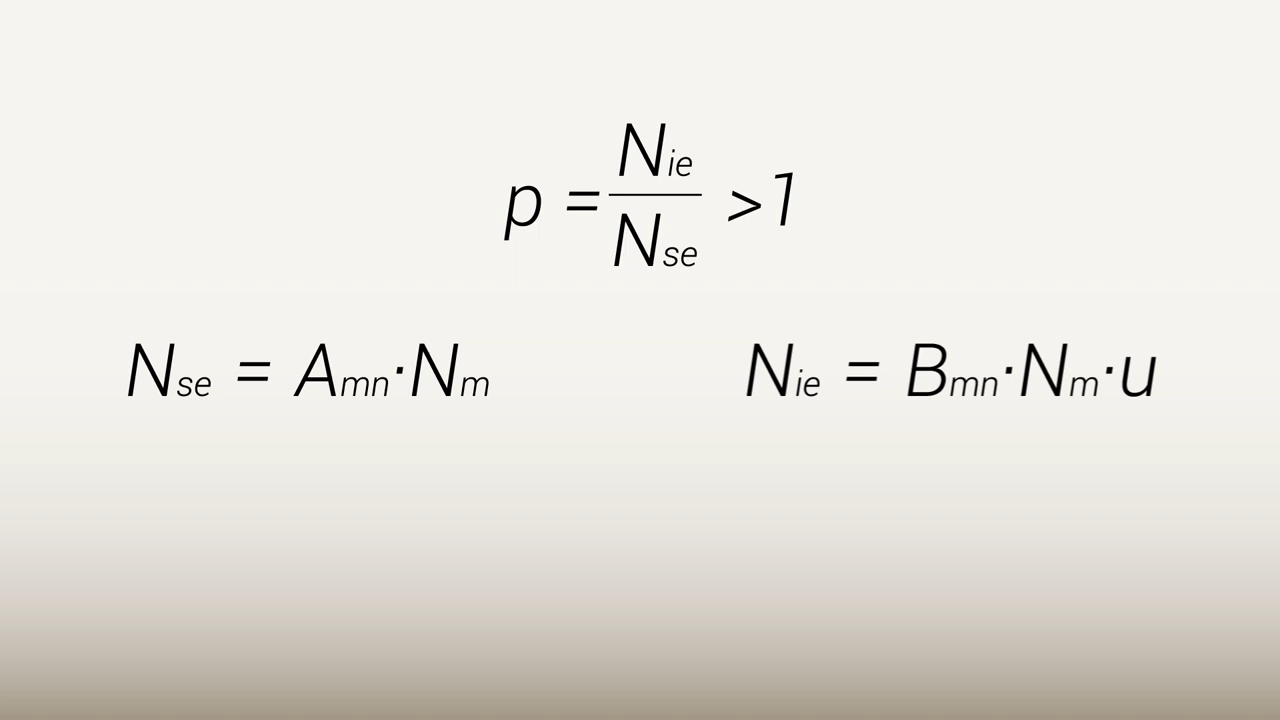 p = Nie / Nse > 1
Nse = Amn·Nm
Nie = Bmn·Nm·u